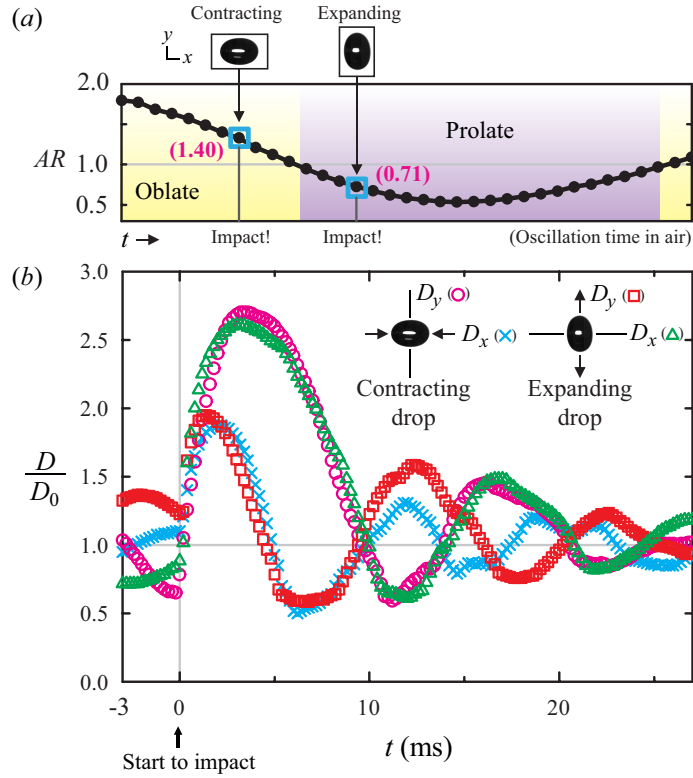 (a)
Contracting
Expanding
y
x
2.0
AR
1.0
0.5
(1.40)
(0.71)
Prolate
Oblate
t →
Impact!
Impact!
(Oscillation time in air)
(b)
3.0
2.5
2.0
1.5
1.0
0.5
0.0
D
D0
Dy (○)
Dx (×)
Contracting
drop
Dy (□)
Dx (△)
Expanding
drop
-3
0
10
20
Start to impact
t (ms)